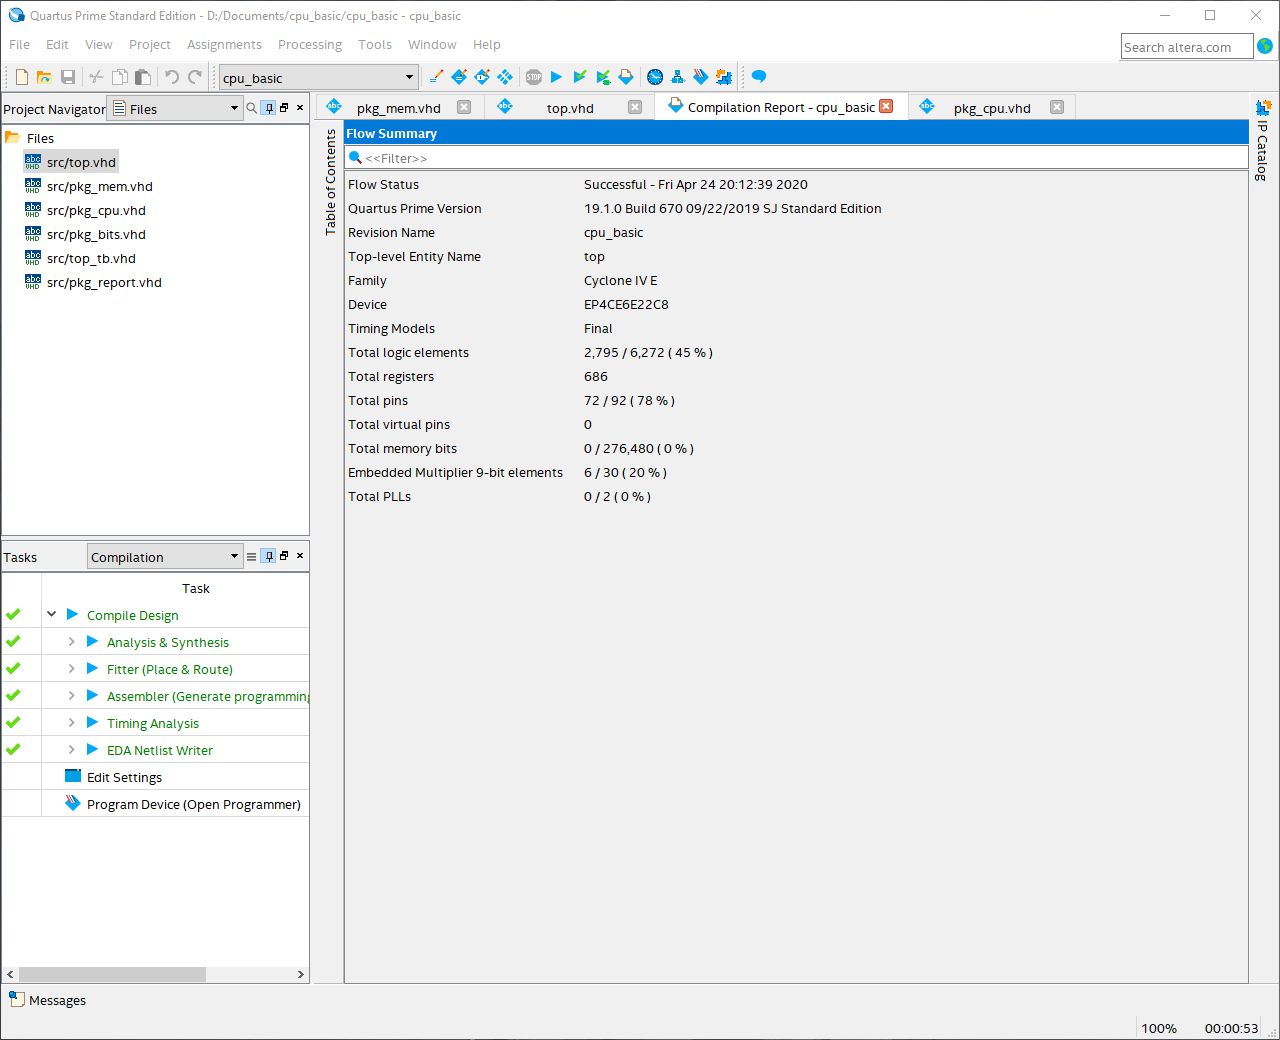 Quartus Prime Standard Edition - D:/Documents/cpu_basic/cpu_basic - cpu_basic
File Edit View Project Assignments Processing Tools Window Help
Search altera.com
cpu_basic
STOP
Project Navigator Files
pkg_mem.vhd top.vhd Compilation Report - cpu_basic pkg_cpu.vhd
Files
src/top.vhd
src/pkg_mem.vhd
src/pkg_cpu.vhd
src/pkg_bits.vhd
src/top_tb.vhd
src/pkg_report.vhd
Table of Contents
Flow Summary
<<Filter>>
Flow Status Successful - Fri Apr 24 20:12:39 2020
Quartus Prime Version 19.1.0 Build 670 09/22/2019 SJ Standard Edition
Revision Name cpu_basic
Top-level Entity Name top
Family Cyclone IV E
Device EP4CE6E22C8
Timing Models Final
Total logic elements 2,795 / 6,272 ( 45 % )
Total registers 686
Total pins 72 / 92 ( 78 % )
Total virtual pins 0
Total memory bits 0 / 276,480 ( 0 % )
Embedded Multiplier 9-bit elements 6 / 30 ( 20 % )
Total PLLs 0 / 2 ( 0 % )
IP Catalog
Tasks Compilation
Task
Compile Design
Analysis & Synthesis
Fitter (Place & Route)
Assembler (Generate programming
Timing Analysis
EDA Netlist Writer
Edit Settings
Program Device (Open Programmer)
Messages
100% 00:00:53